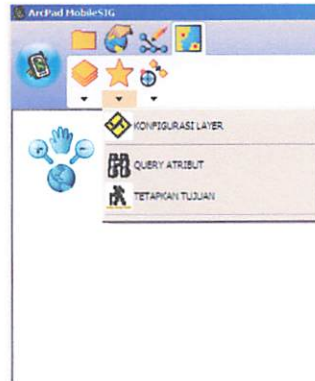 ArcPad MobileSIG
KONFIGURASI LAYER
QUERY ATRIBUT
TETAPKAN TUJUAN